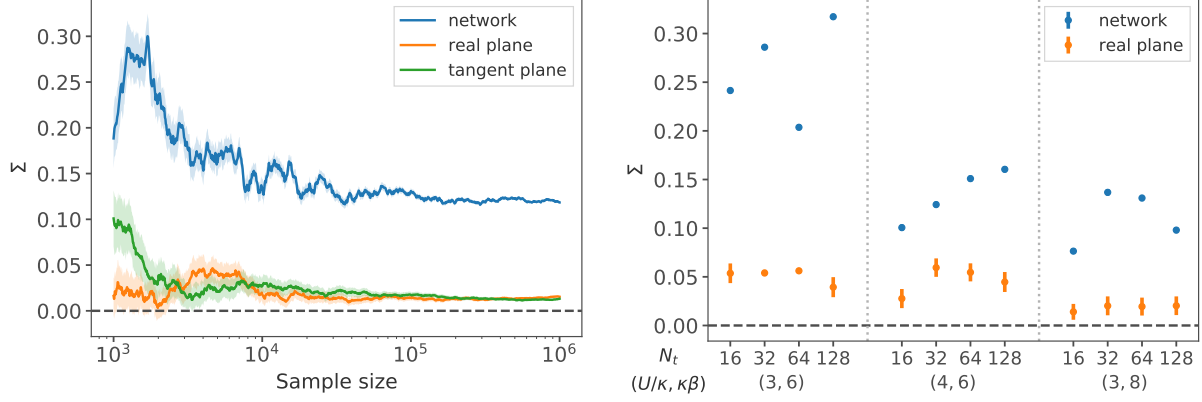 network
real plane
tangent plane
0.30
0.25
0.20
0.15
0.10
0.05
0.00
Σ
10³ 10⁴ 10⁵ 10⁶
Sample size
network
real plane
0.30
0.25
0.20
0.15
0.10
0.05
0.00
Σ
Nₜ 16 32 64 128 16 32 64 128 16 32 64 128
(U/κ, κβ) (3, 6) (4, 6) (3, 8)